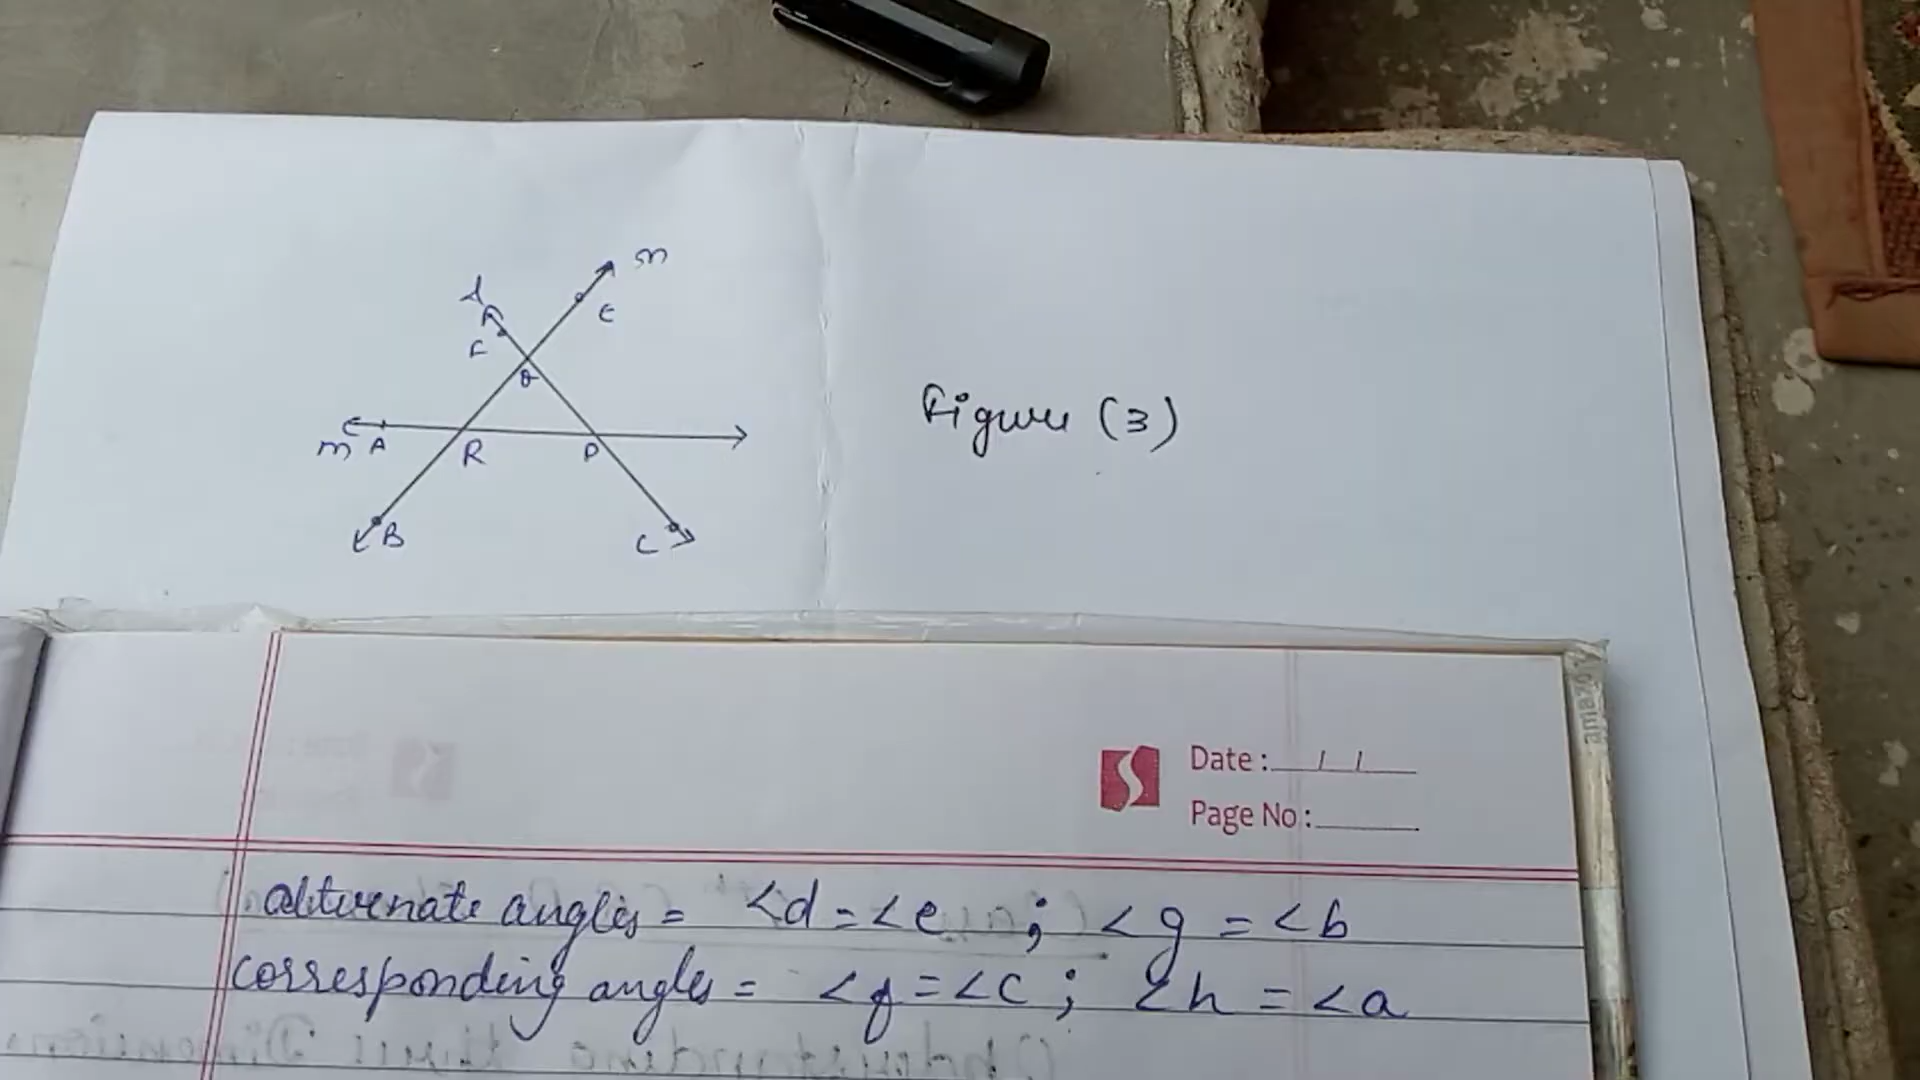 m
E
F
Q
m A R P
B C
Figure (3)
Date :
Page No :
alternate angles = <d = <e ; <g = <b
corresponding angles = <f = <c ; <h = <a